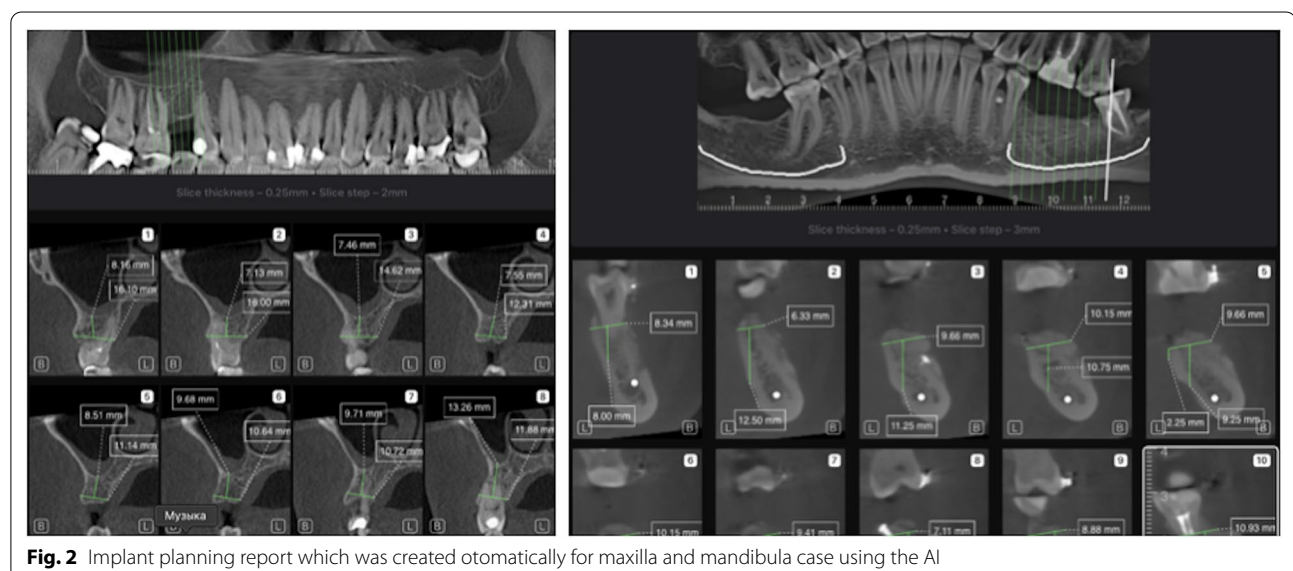 Slice thickness – 0.25mm • Slice step – 2mm
1
8.16 mm
16.10 mm
B
L
2
7.13 mm
16.00 mm
L
3
7.46 mm
14.62 mm
B
L
4
7.55 mm
12.31 mm
B
L
5
8.51 mm
11.14 mm
B
Музыка
6
9.68 mm
10.64 mm
L
7
9.71 mm
10.72 mm
B
L
8
13.26 mm
11.88 mm
B
L
1 2 3 4 5 6 7 8 9 10 11 12
Slice thickness – 0.25mm • Slice step – 3mm
1
8.34 mm
8.00 mm
L
B
2
6.33 mm
12.50 mm
L
B
3
9.66 mm
11.25 mm
L
B
4
10.15 mm
10.75 mm
L
B
5
9.66 mm
2.25 mm
9.25 mm
L
B
6
10.15 mm
7
9.41 mm
8
7.11 mm
9
8.88 mm
10
10.93 mm
Fig. 2 Implant planning report which was created otomatically for maxilla and mandibula case using the AI